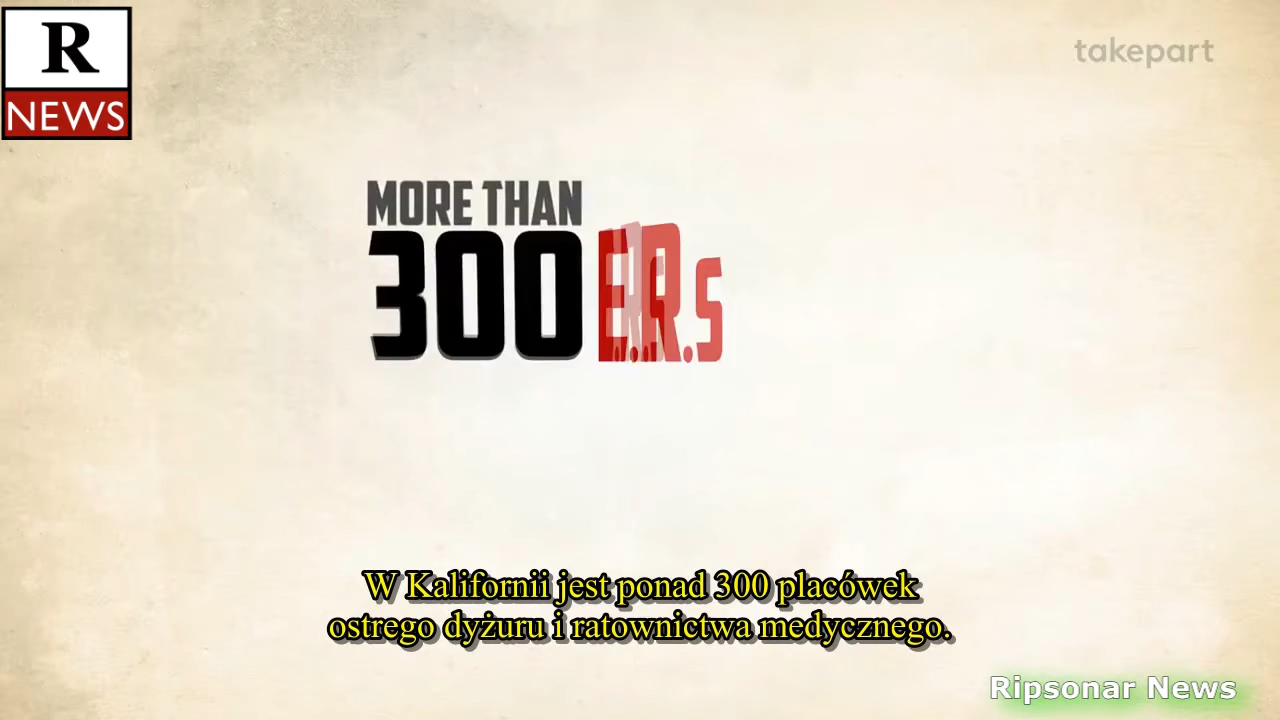 R
NEWS
takepart
MORE THAN
300 E.R.s
W Kalifornii jest ponad 300 placówek
ostrego dyżuru i ratownictwa medycznego.
Ripsonar News